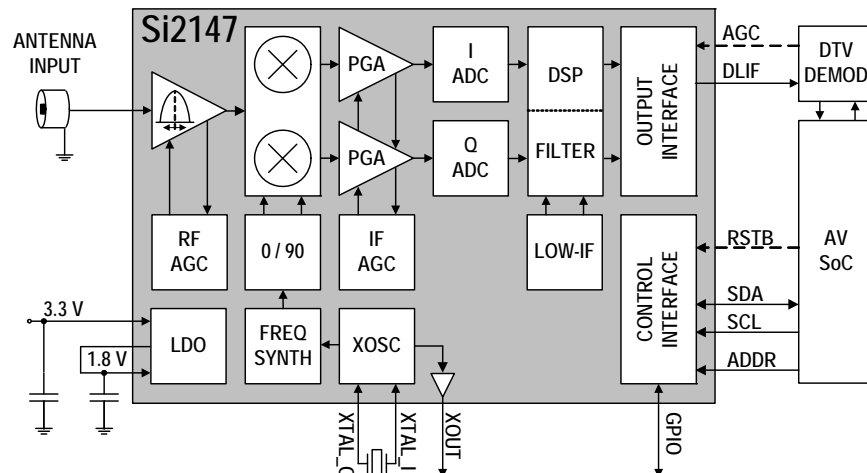 Si2147
ANTENNA
INPUT
PGA
PGA
I
ADC
Q
ADC
DSP
FILTER
OUTPUT
INTERFACE
AGC
DLIF
DTV
DEMOD
RF
AGC
0 / 90
IF
AGC
LOW-IF
CONTROL
INTERFACE
RSTB
SDA
SCL
ADDR
AV
SoC
3.3 V
1.8 V
LDO
FREQ
SYNTH
XOSC
XTAL_I
XOUT
GPIO